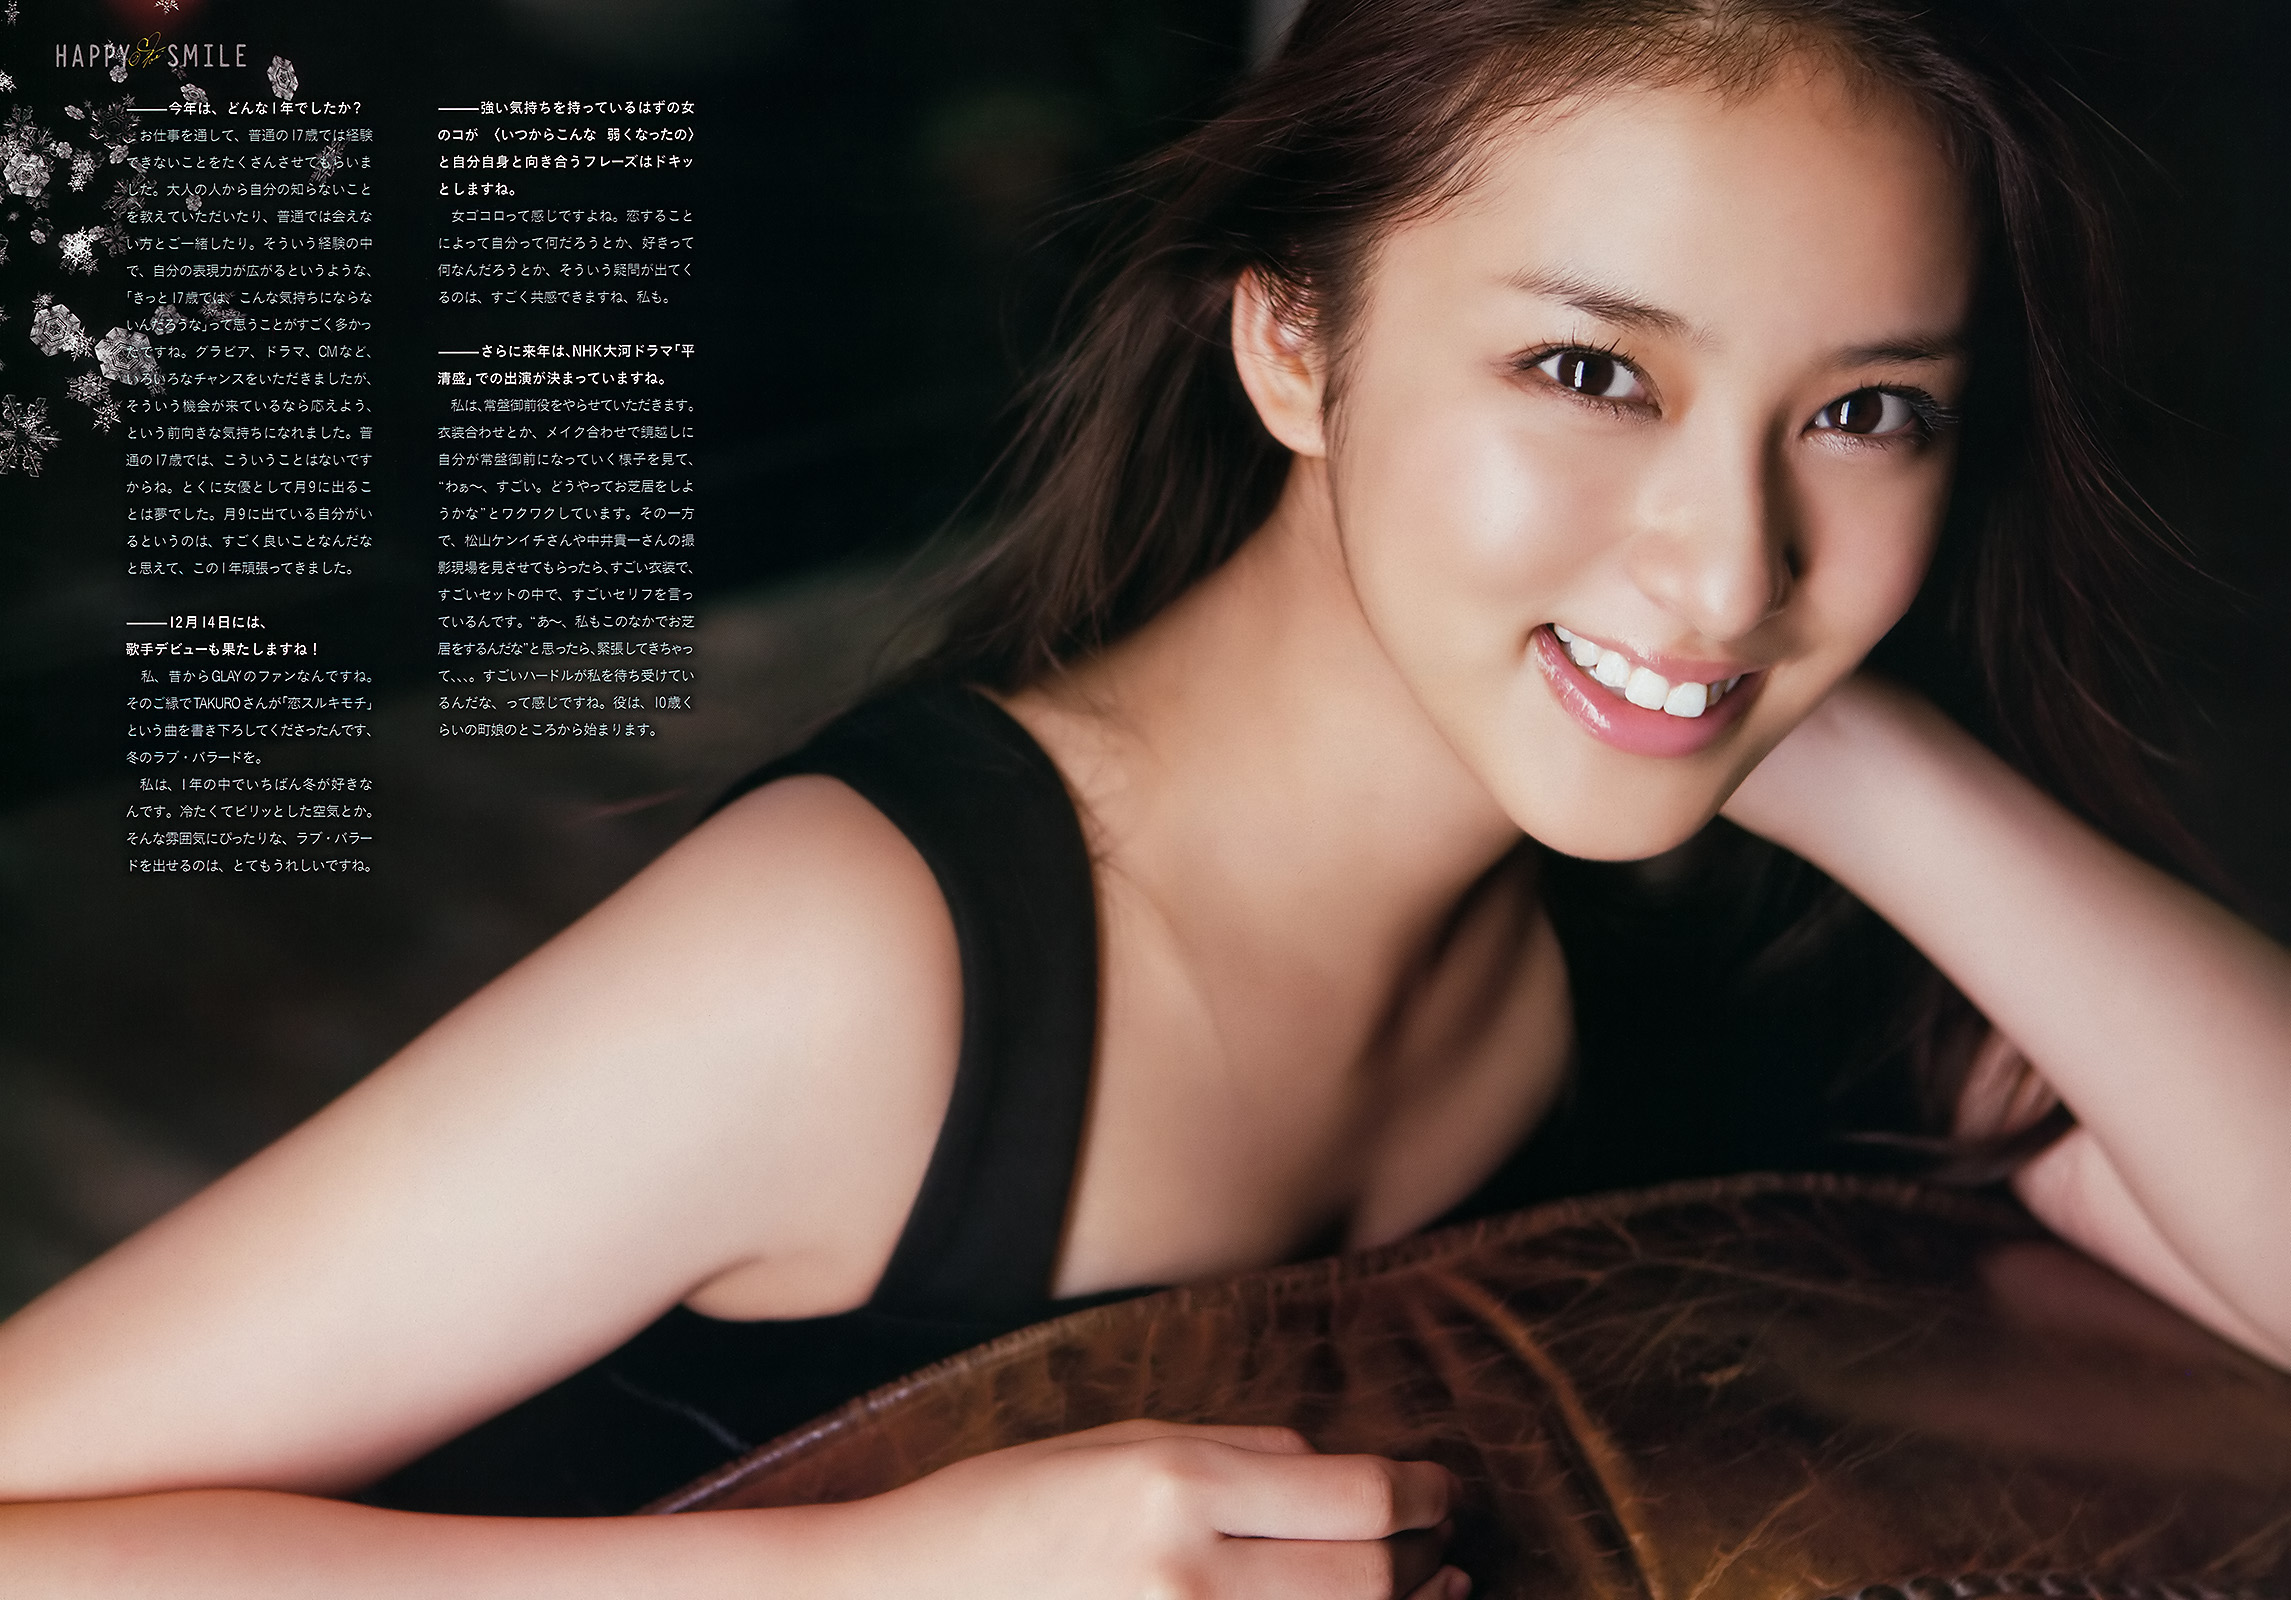 HAPPY SMILE
———今年は、どんな1年でしたか?
お仕事を通して、普通の17歳では経験
できないことをたくさんさせてもらいま
した。大人の人から自分の知らないこと
を教えていただいたり、普通では会えな
い方とご一緒したり。そういう経験の中
で、自分の表現力が広がるというような、
「きっと17歳では、こんな気持ちにならな
いんだろうな」って思うことがすごく多かっ
たですね。グラビア、ドラマ、CMなど、
いろいろなチャンスをいただきましたが、
そういう機会が来ているなら応えよう、
という前向きな気持ちになれました。普
通の17歳では、こういうことはないです
からね。とくに女優として月9に出るこ
とは夢でした。月9に出ている自分がい
るというのは、すごく良いことなんだな
と思えて、この1年頑張ってきました。
———12月14日には、
歌手デビューも果たしますね!
私、昔からGLAYのファンなんですね。
そのご縁でTAKUROさんが「恋スルキモチ」
という曲を書き下ろしてくださったんです、
冬のラブ・バラードを。
私は、1年の中でいちばん冬が好きな
んです。冷たくてピリッとした空気とか。
そんな雰囲気にぴったりな、ラブ・バラー
ドを出せるのは、とてもうれしいですね。
———強い気持ちを持っているはずの女
のコが 〈いつからこんな 弱くなったの〉
と自分自身と向き合うフレーズはドキッ
としますね。
女ゴコロって感じですよね。恋すること
によって自分って何だろうとか、好きって
何なんだろうとか、そういう疑問が出てく
るのは、すごく共感できますね、私も。
———さらに来年は、NHK大河ドラマ「平
清盛」での出演が決まっていますね。
私は、常盤御前役をやらせていただきます。
衣装合わせとか、メイク合わせで鏡越しに
自分が常盤御前になっていく様子を見て、
“わぁ〜、すごい。どうやってお芝居をしよ
うかな”とワクワクしています。その一方
で、松山ケンイチさんや中井貴一さんの撮
影現場を見させてもらったら、すごい衣装で、
すごいセットの中で、すごいセリフを言っ
ているんです。“あ〜、私もこのなかでお芝
居をするんだな”と思ったら、緊張してきちゃっ
て、、、。すごいハードルが私を待ち受けてい
るんだな、って感じですね。役は、10歳く
らいの町娘のところから始まります。